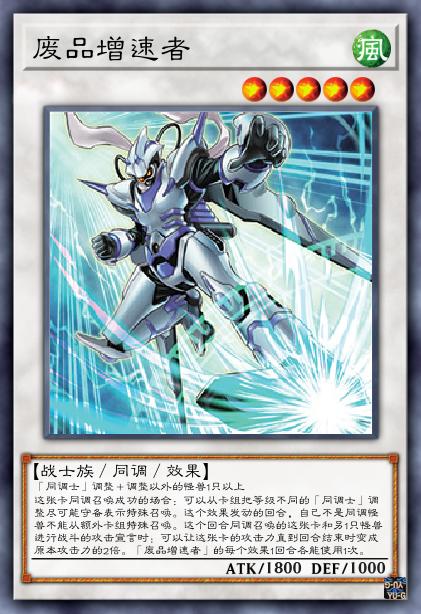 废品增速者
風
【战士族／同调／效果】
「同调士」调整＋调整以外的怪兽1只以上
这张卡同调召唤成功的场合：可以从卡组把等级不同的「同调士」调
整尽可能守备表示特殊召唤。这个效果发动的回合，自己不是同调怪
兽不能从额外卡组特殊召唤。这个回合同调召唤的这张卡和另1只怪兽
进行战斗的攻击宣言时：可以让这张卡的攻击力直到回合结束时变成
原本攻击力的2倍。「废品增速者」的每个效果1回合各能使用1次。
ATK/1800 DEF/1000